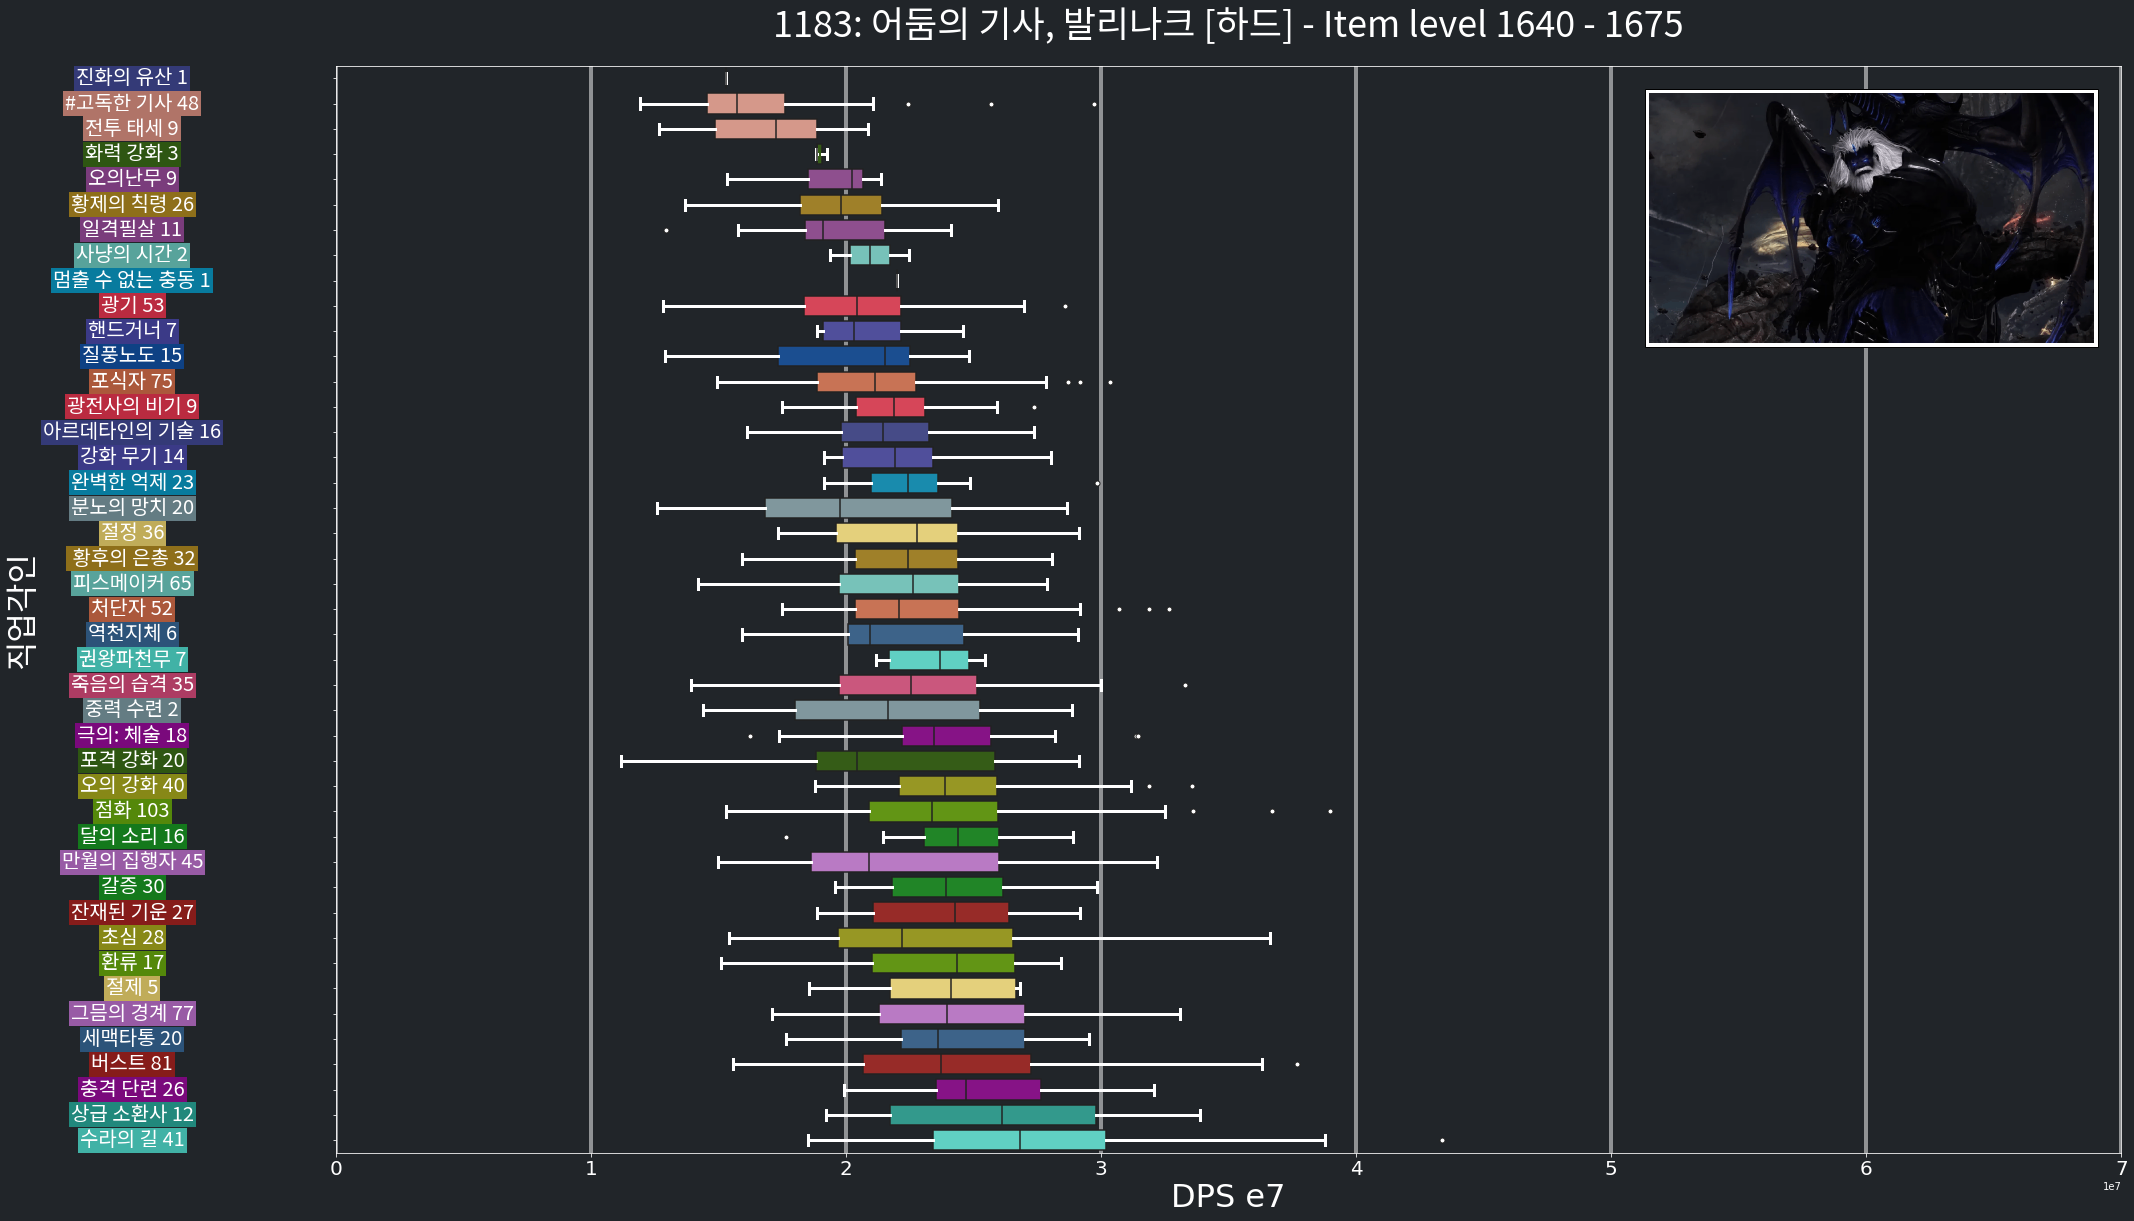 1183: 어둠의 기사, 발리나크 [하드] - Item level 1640 - 1675
직업각인
진화의 유산 1
#고독한 기사 48
전투 태세 9
화력 강화 3
오의난무 9
황제의 칙령 26
일격필살 11
사냥의 시간 2
멈출 수 없는 충동 1
광기 53
핸드거너 7
질풍노도 15
포식자 75
광전사의 비기 9
아르데타인의 기술 16
강화 무기 14
완벽한 억제 23
분노의 망치 20
절정 36
황후의 은총 32
피스메이커 65
처단자 52
역천지체 6
권왕파천무 7
죽음의 습격 35
중력 수련 2
극의: 체술 18
포격 강화 20
오의 강화 40
점화 103
달의 소리 16
만월의 집행자 45
갈증 30
잔재된 기운 27
초심 28
환류 17
절제 5
그믐의 경계 77
세맥타통 20
버스트 81
충격 단련 26
상급 소환사 12
수라의 길 41
0 1 2 3 4 5 6 7
1e7
DPS e7